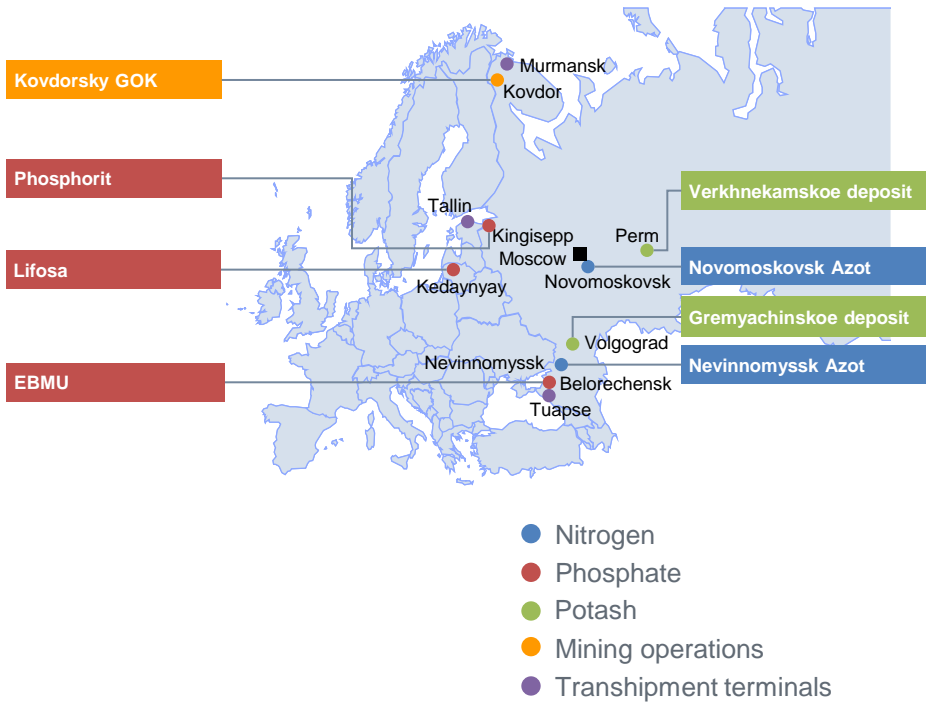 Kovdorsky GOK
Murmansk
Kovdor
Phosphorit
Verkhnekamskoe deposit
Tallin
Kingisepp
Perm
Moscow
Lifosa
Novomoskovsk Azot
Kedaynyay
Novomoskovsk
Gremyachinskoe deposit
Volgograd
Nevinnomyssk
Nevinnomyssk Azot
EBMU
Belorechensk
Tuapse
Nitrogen
Phosphate
Potash
Mining operations
Transhipment terminals